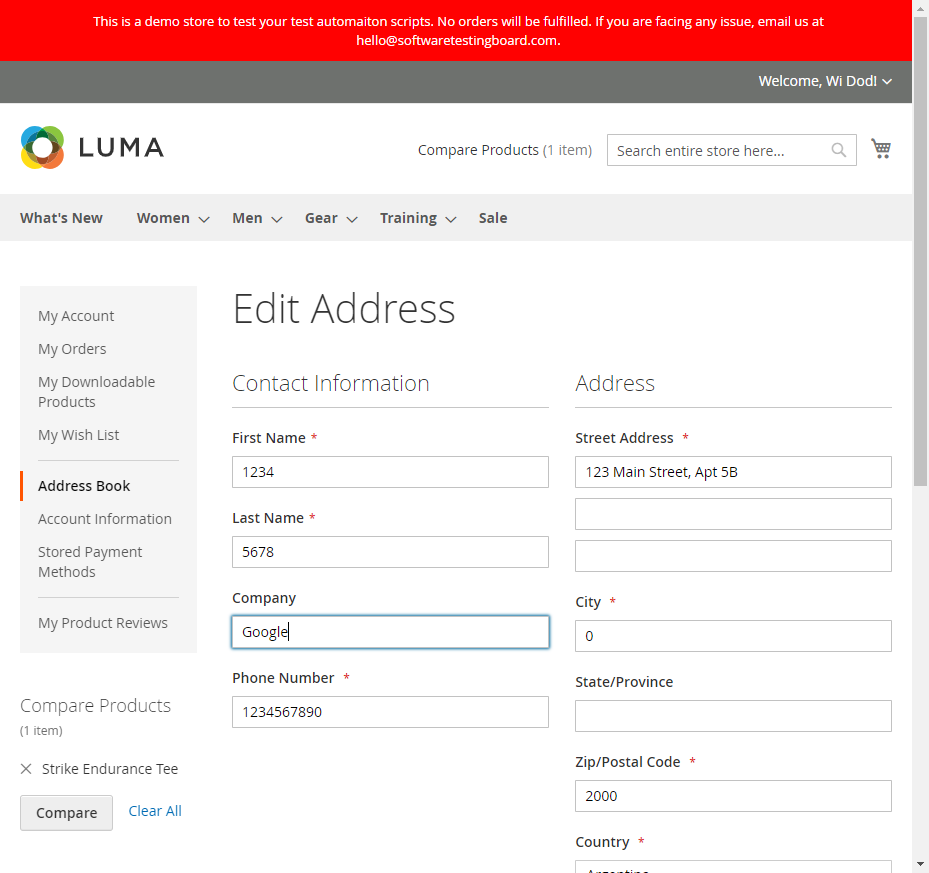 This is a demo store to test your test automaiton scripts. No orders will be fulfilled. If you are facing any issue, email us at
hello@softwaretestingboard.com.
Welcome, Wi Dod!
LUMA
Compare Products (1 item)
Search entire store here...
What's New
Women
Men
Gear
Training
Sale
My Account
My Orders
My Downloadable
Products
My Wish List
Address Book
Account Information
Stored Payment
Methods
My Product Reviews
Compare Products
(1 item)
Strike Endurance Tee
Compare
Clear All
Edit Address
Contact Information
First Name *
1234
Last Name *
5678
Company
Google
Phone Number *
1234567890
Address
Street Address *
123 Main Street, Apt 5B
City *
0
State/Province
Zip/Postal Code *
2000
Country *
Argentina